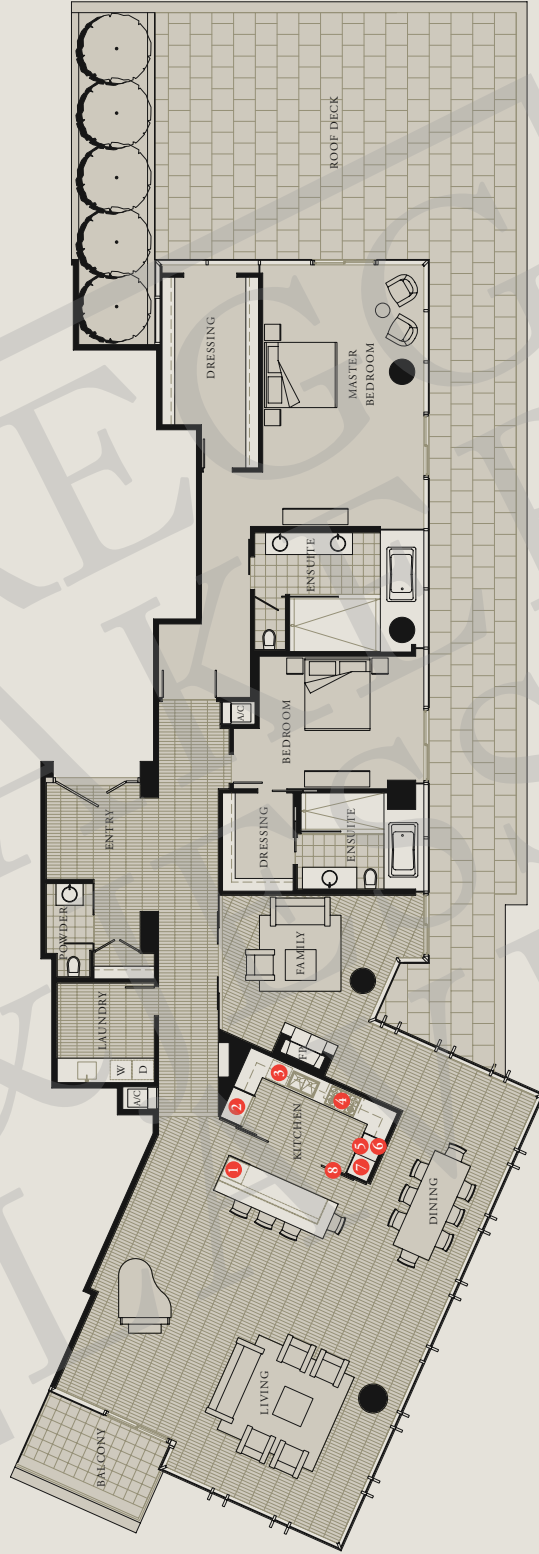 ROOF DECK
DRESSING
MASTER
BEDROOM
ENSUITE
A/C
BEDROOM
ENTRY
DRESSING
ENSUITE
POWDER
FAMILY
LAUNDRY
W
D
A/C
KITCHEN
1
2
3
4
5
6
7
8
DINING
LIVING
BALCONY